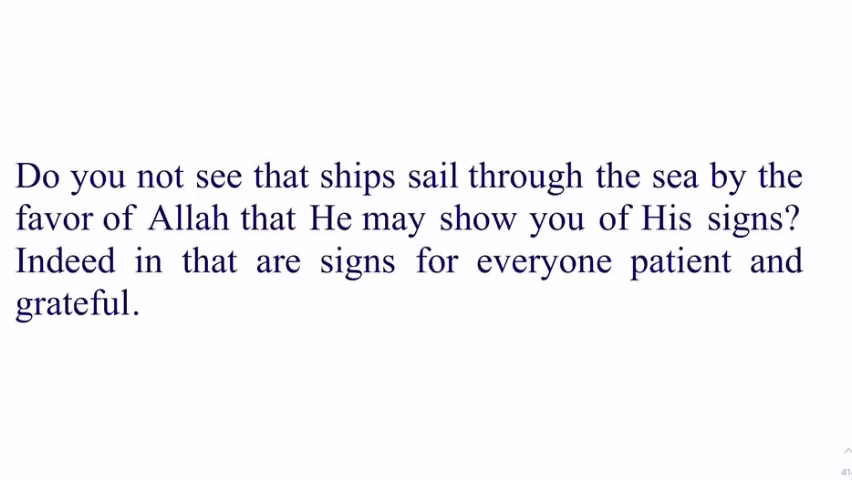 Do you not see that ships sail through the sea by the
favor of Allah that He may show you of His signs?
Indeed in that are signs for everyone patient and
grateful.